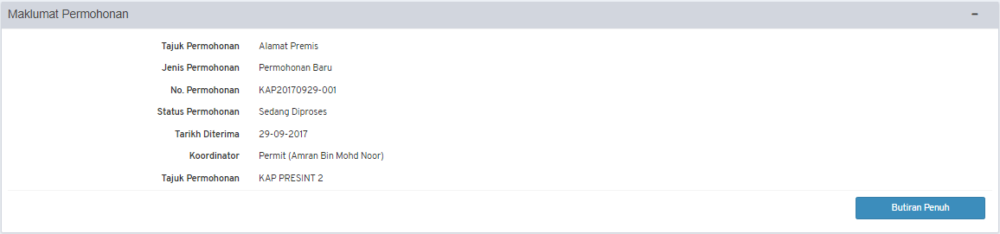 Maklumat Permohonan
Tajuk Permohonan Alamat Premis
Jenis Permohonan Permohonan Baru
No. Permohonan KAP20170929-001
Status Permohonan Sedang Diproses
Tarikh Diterima 29-09-2017
Koordinator Permit (Amran Bin Mohd Noor)
Tajuk Permohonan KAP PRESINT 2
Butiran Penuh